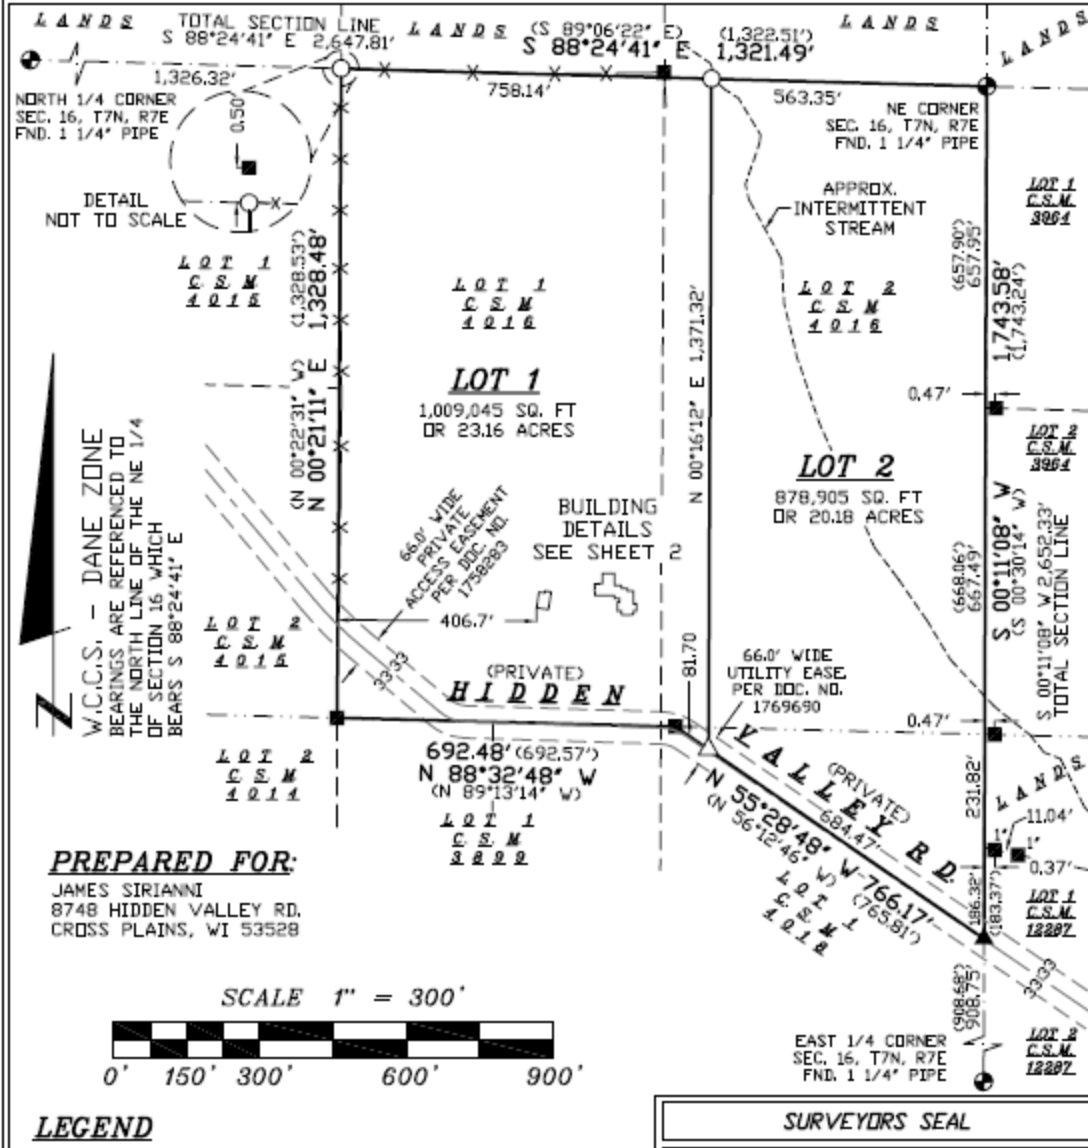 LANDS
TOTAL SECTION LINE
S 88°24'41" E 2,647.81'
LANDS
(S 89°06'22" E)
(1,322.51')
S 88°24'41" E 1,321.49'
LANDS
LANDS
1,326.32'
758.14'
563.35'
NORTH 1/4 CORNER
SEC. 16, T7N, R7E
FND. 1 1/4" PIPE
0.50'
DETAIL
NOT TO SCALE
NE CORNER
SEC. 16, T7N, R7E
FND. 1 1/4" PIPE
APPROX.
INTERMITTENT
STREAM
LOT 1
C.S.M.
3964
LOT 1
C.S.M
4015
(1,328.53')
1,328.48'
(N 00°22'31" W)
N 00°21'11" E
LOT 1
C.S.M
4016
LOT 2
C.S.M
4016
(657.90')
657.95'
1,743.58'
(1,743.24')
N 00°16'12" E 1,371.32'
LOT 1
1,009,045 SQ. FT
OR 23.16 ACRES
0.47'
LOT 2
C.S.M.
3964
LOT 2
878,905 SQ. FT
OR 20.18 ACRES
W.C.C.S. - DANE ZONE
BEARINGS ARE REFERENCED TO
THE NORTH LINE OF THE NE 1/4
OF SECTION 16 WHICH
BEARS S 88°24'41" E
N
66.0' WIDE
PRIVATE
ACCESS EASEMENT
PER DOC. NO.
1758283
BUILDING
DETAILS
SEE SHEET 2
406.7'
(668.06')
667.49'
S 00°11'08" W
(S 00°30'14" W)
S 00°11'08" W 2,652.33'
TOTAL SECTION LINE
LOT 2
C.S.M
4015
33.33
(PRIVATE)
HIDDEN
81.70
66.0' WIDE
UTILITY EASE.
PER DOC. NO.
1769690
0.47'
VALLEY RD.
(PRIVATE)
684.47'
692.48' (692.57')
N 88°32'48" W
(N 89°13'14" W)
LOT 2
C.S.M
4014
LOT 1
C.S.M
3899
N 55°28'48" W 766.17'
(N 56°12'46" W) (765.81')
LOT 1
C.S.M
4018
231.82'
LANDS
11.04'
1"
1"
0.37'
186.32'
(183.37')
LOT 1
C.S.M.
12287
33.33
PREPARED FOR:
JAMES SIRIANNI
8748 HIDDEN VALLEY RD.
CROSS PLAINS, WI 53528
(908.68')
908.75'
SCALE 1" = 300'
0' 150' 300' 600' 900'
EAST 1/4 CORNER
SEC. 16, T7N, R7E
FND. 1 1/4" PIPE
LOT 2
C.S.M.
12287
LEGEND
SURVEYORS SEAL